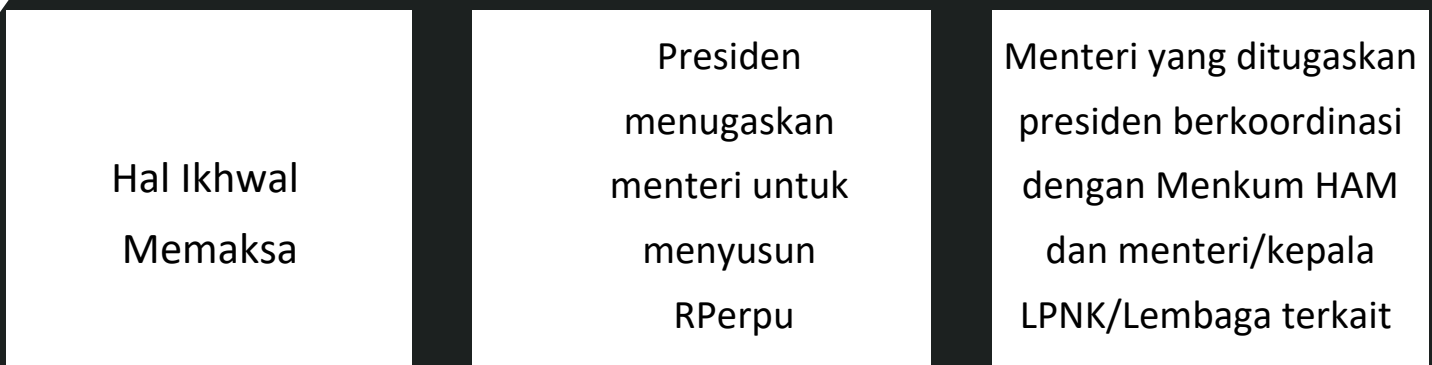 Hal Ikhwal
Memaksa
Presiden
menugaskan
menteri untuk
menyusun
RPerpu
Menteri yang ditugaskan
presiden berkoordinasi
dengan Menkum HAM
dan menteri/kepala
LPNK/Lembaga terkait